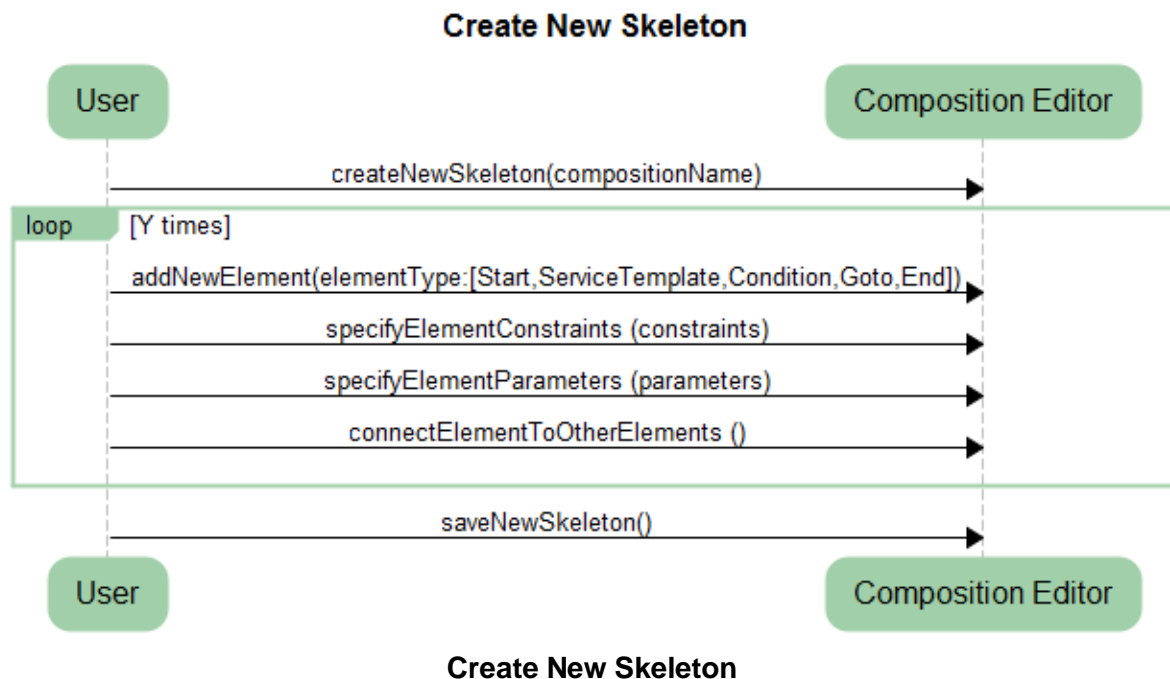 Create New Skeleton
User
Composition Editor
createNewSkeleton(compositionName)
loop
[Y times]
addNewElement(elementType:[Start,ServiceTemplate,Condition,Goto,End])
specifyElementConstraints (constraints)
specifyElementParameters (parameters)
connectElementToOtherElements ()
saveNewSkeleton()
User
Composition Editor
Create New Skeleton